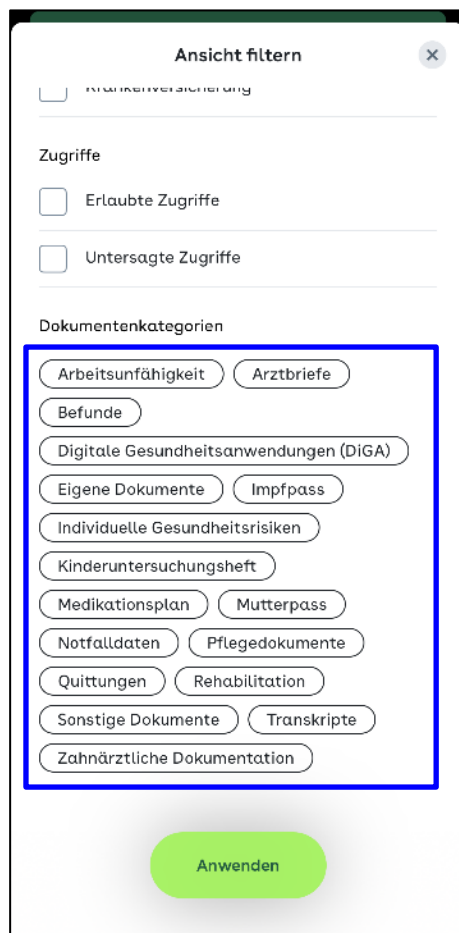 Ansicht filtern
Krankenversicherung
Zugriffe
Erlaubte Zugriffe
Untersagte Zugriffe
Dokumentenkategorien
Arbeitsunfähigkeit Arztbriefe
Befunde
Digitale Gesundheitsanwendungen (DiGA)
Eigene Dokumente Impfpass
Individuelle Gesundheitsrisiken
Kinderuntersuchungsheft
Medikationsplan Mutterpass
Notfalldaten Pflegedokumente
Quittungen Rehabilitation
Sonstige Dokumente Transkripte
Zahnärztliche Dokumentation
Anwenden